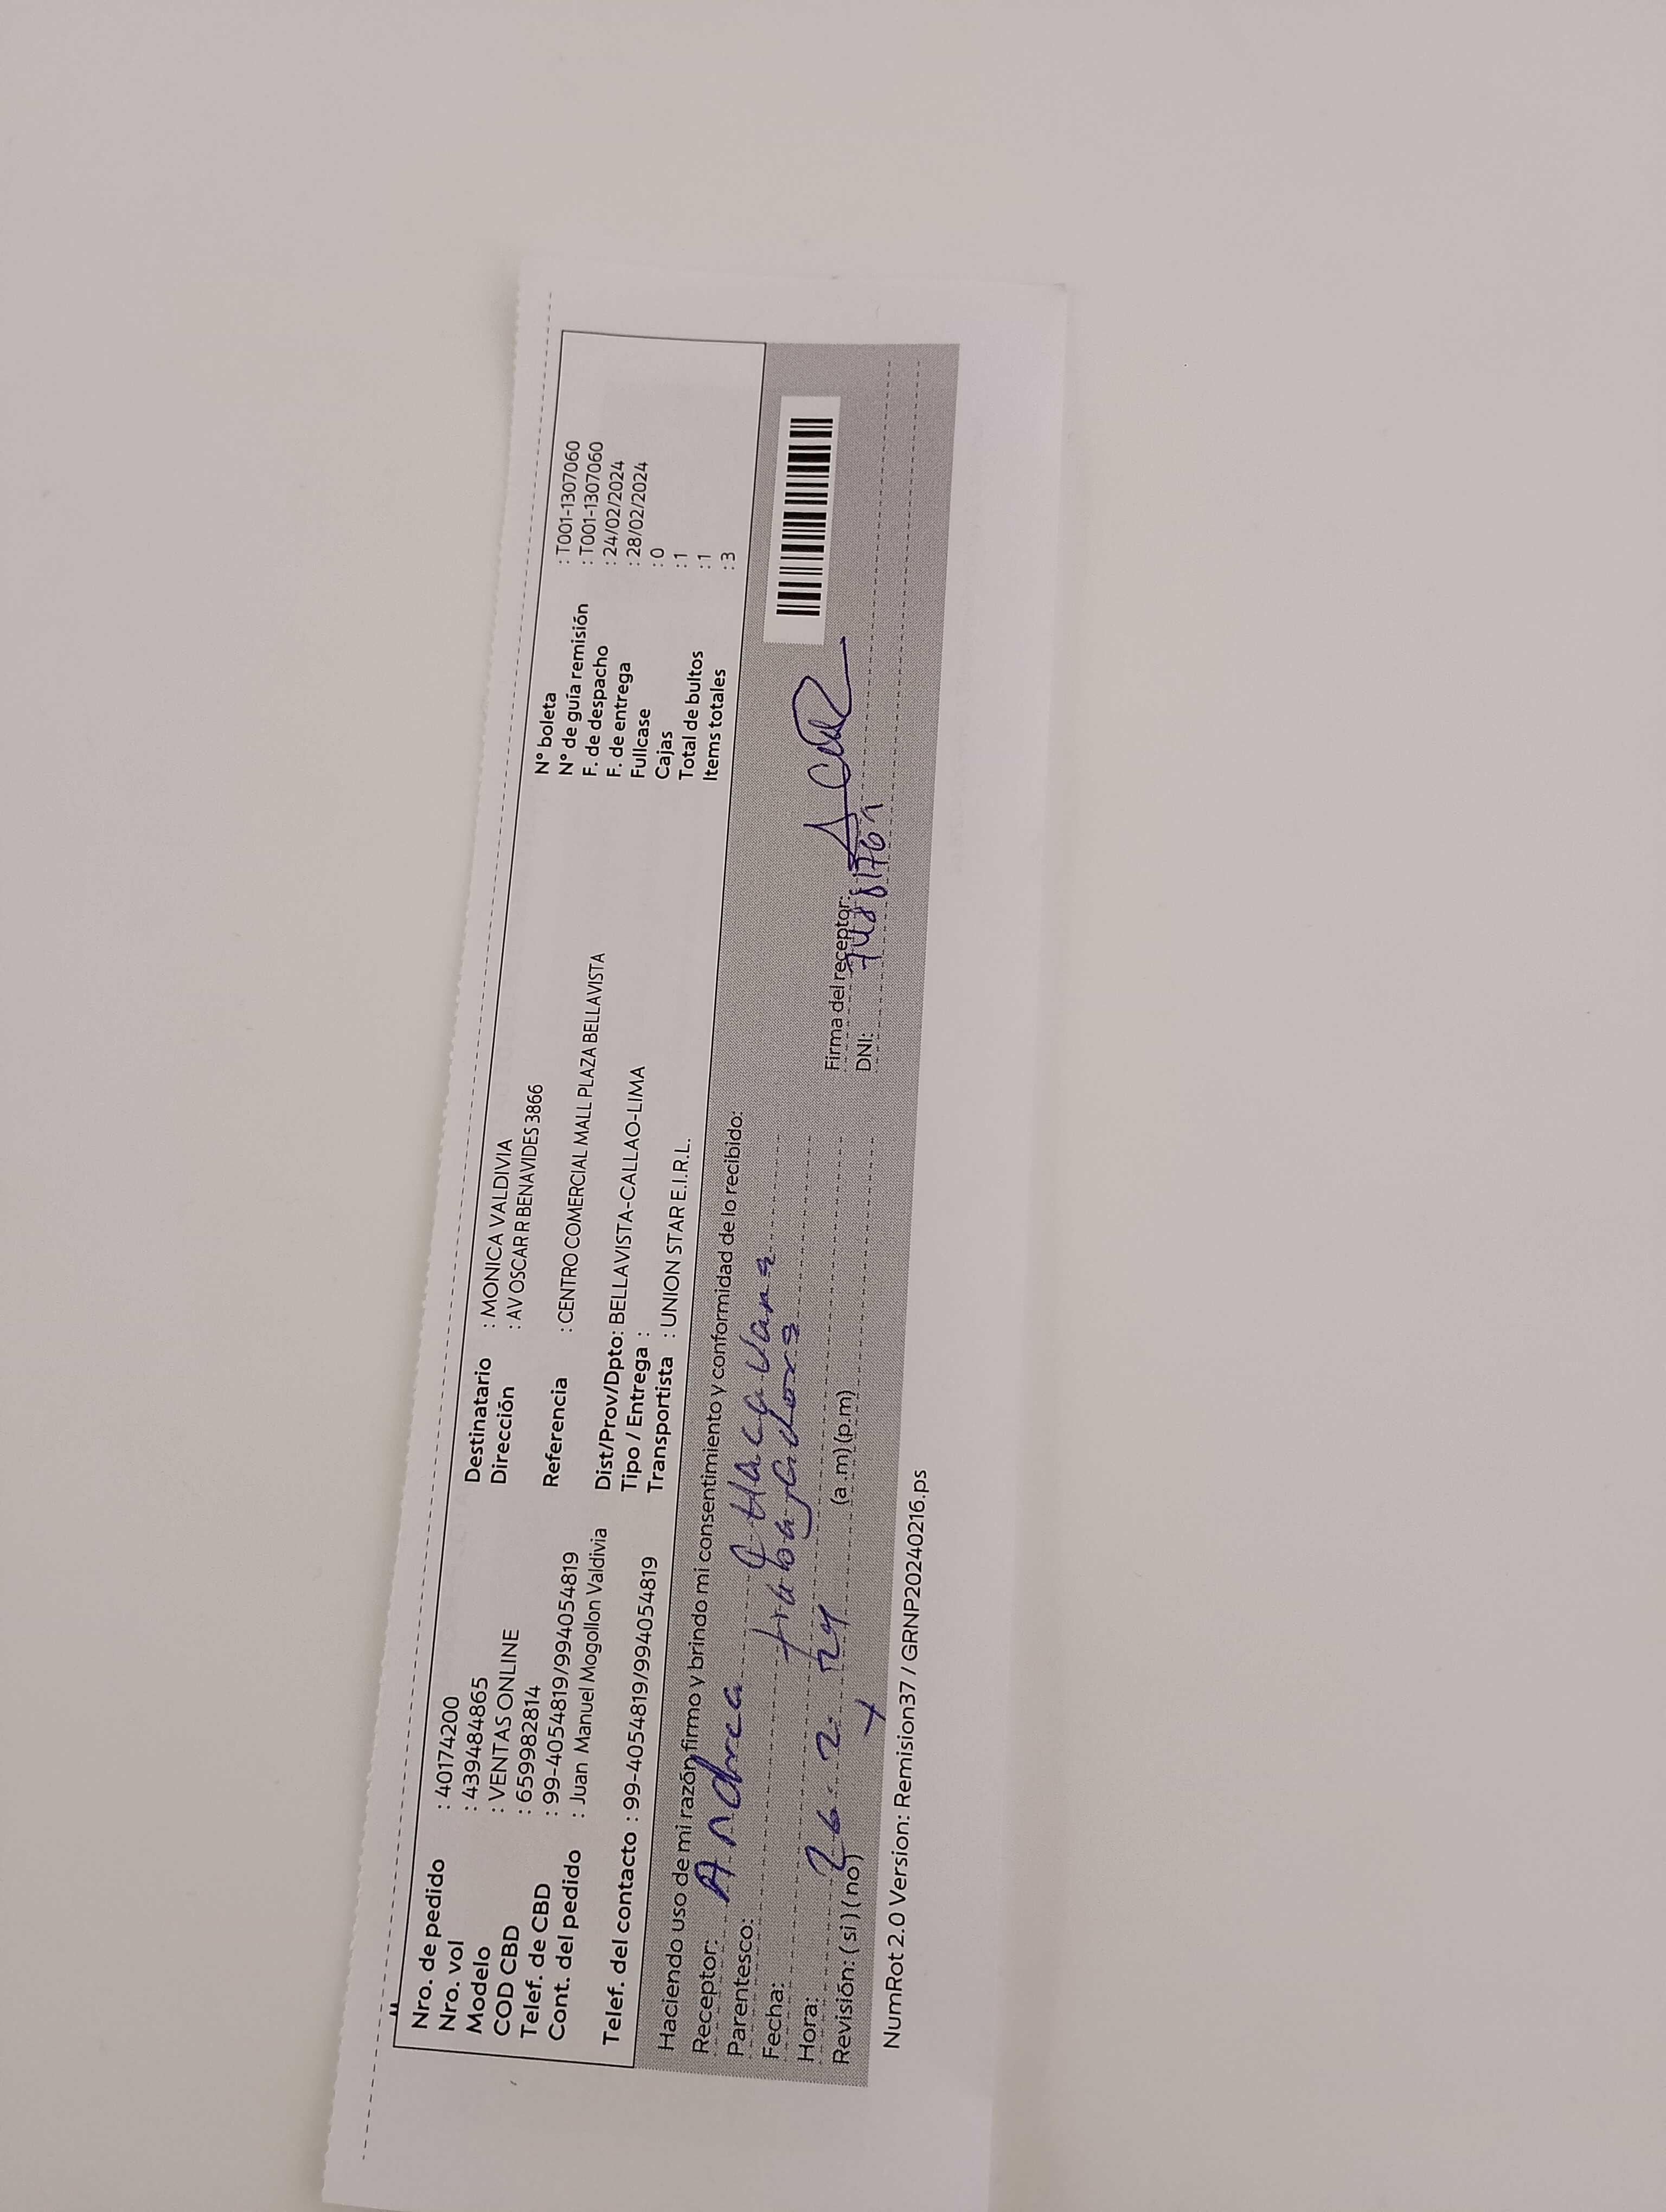 Nro. de pedido : 40174200
Nro. vol : 439484865
Modelo : VENTAS ONLINE
COD CBD : 659982814
Telef. de CBD : 99-4054819/994054819
Cont. del pedido : Juan Manuel Mogollon Valdivia
Telef. del contacto : 99-4054819/994054819
Destinatario : MONICA VALDIVIA
Dirección : AV OSCAR R BENAVIDES 3866
Referencia : CENTRO COMERCIAL MALL PLAZA BELLAVISTA
Dist/Prov/Dpto: BELLAVISTA-CALLAO-LIMA
Tipo / Entrega :
Transportista : UNION STAR E.I.R.L.
N° boleta : T001-1307060
N° de guía remisión : T001-1307060
F. de despacho : 24/02/2024
F. de entrega : 28/02/2024
Fullcase : 0
Cajas : 1
Total de bultos : 1
Items totales : 3
Haciendo uso de mi razón firmo y brindo mi consentimiento y conformidad de lo recibido:
Receptor: Andrea
Parentesco: trabajadora
Fecha:
Hora: 26. 2. 24 (a.m) (p.m)
Revisión: (si) (no)
Firma del receptor:
DNI:
NumRot 2.0 Version: Remision37 / GRNP20240216.ps